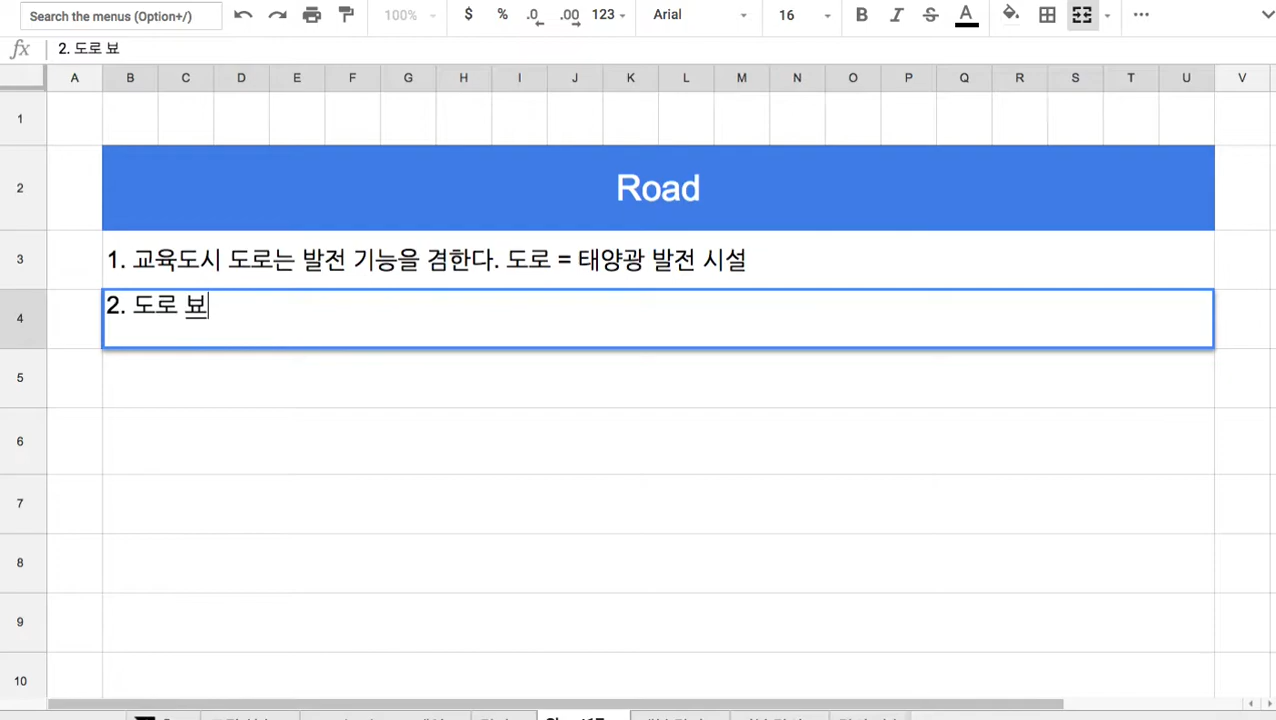 Search the menus (Option+/) 100% $ % .0 .00 123 Arial 16 B I S A
fx 2. 도로 뵤
A B C D E F G H I J K L M N O P Q R S T U V
1
2 Road
3 1. 교육도시 도로는 발전 기능을 겸한다. 도로 = 태양광 발전 시설
4 2. 도로 뵤
5
6
7
8
9
10